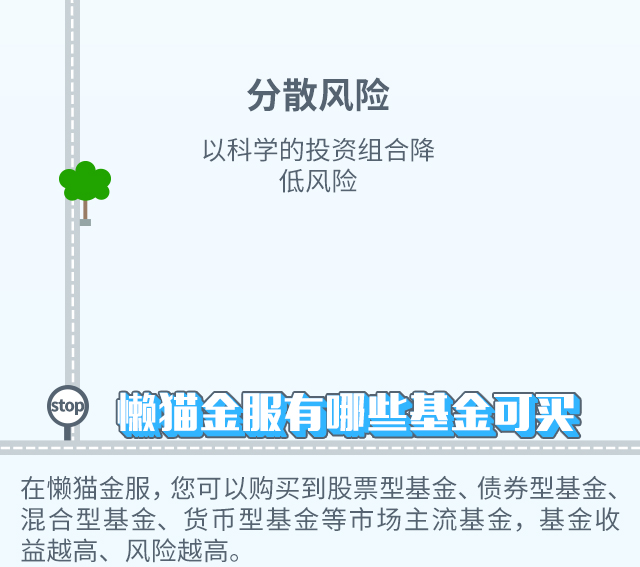 分散风险
以科学的投资组合降
低风险
stop
懒猫金服有哪些基金可买
在懒猫金服，您可以购买到股票型基金、债券型基金、
混合型基金、货币型基金等市场主流基金，基金收
益越高、风险越高。